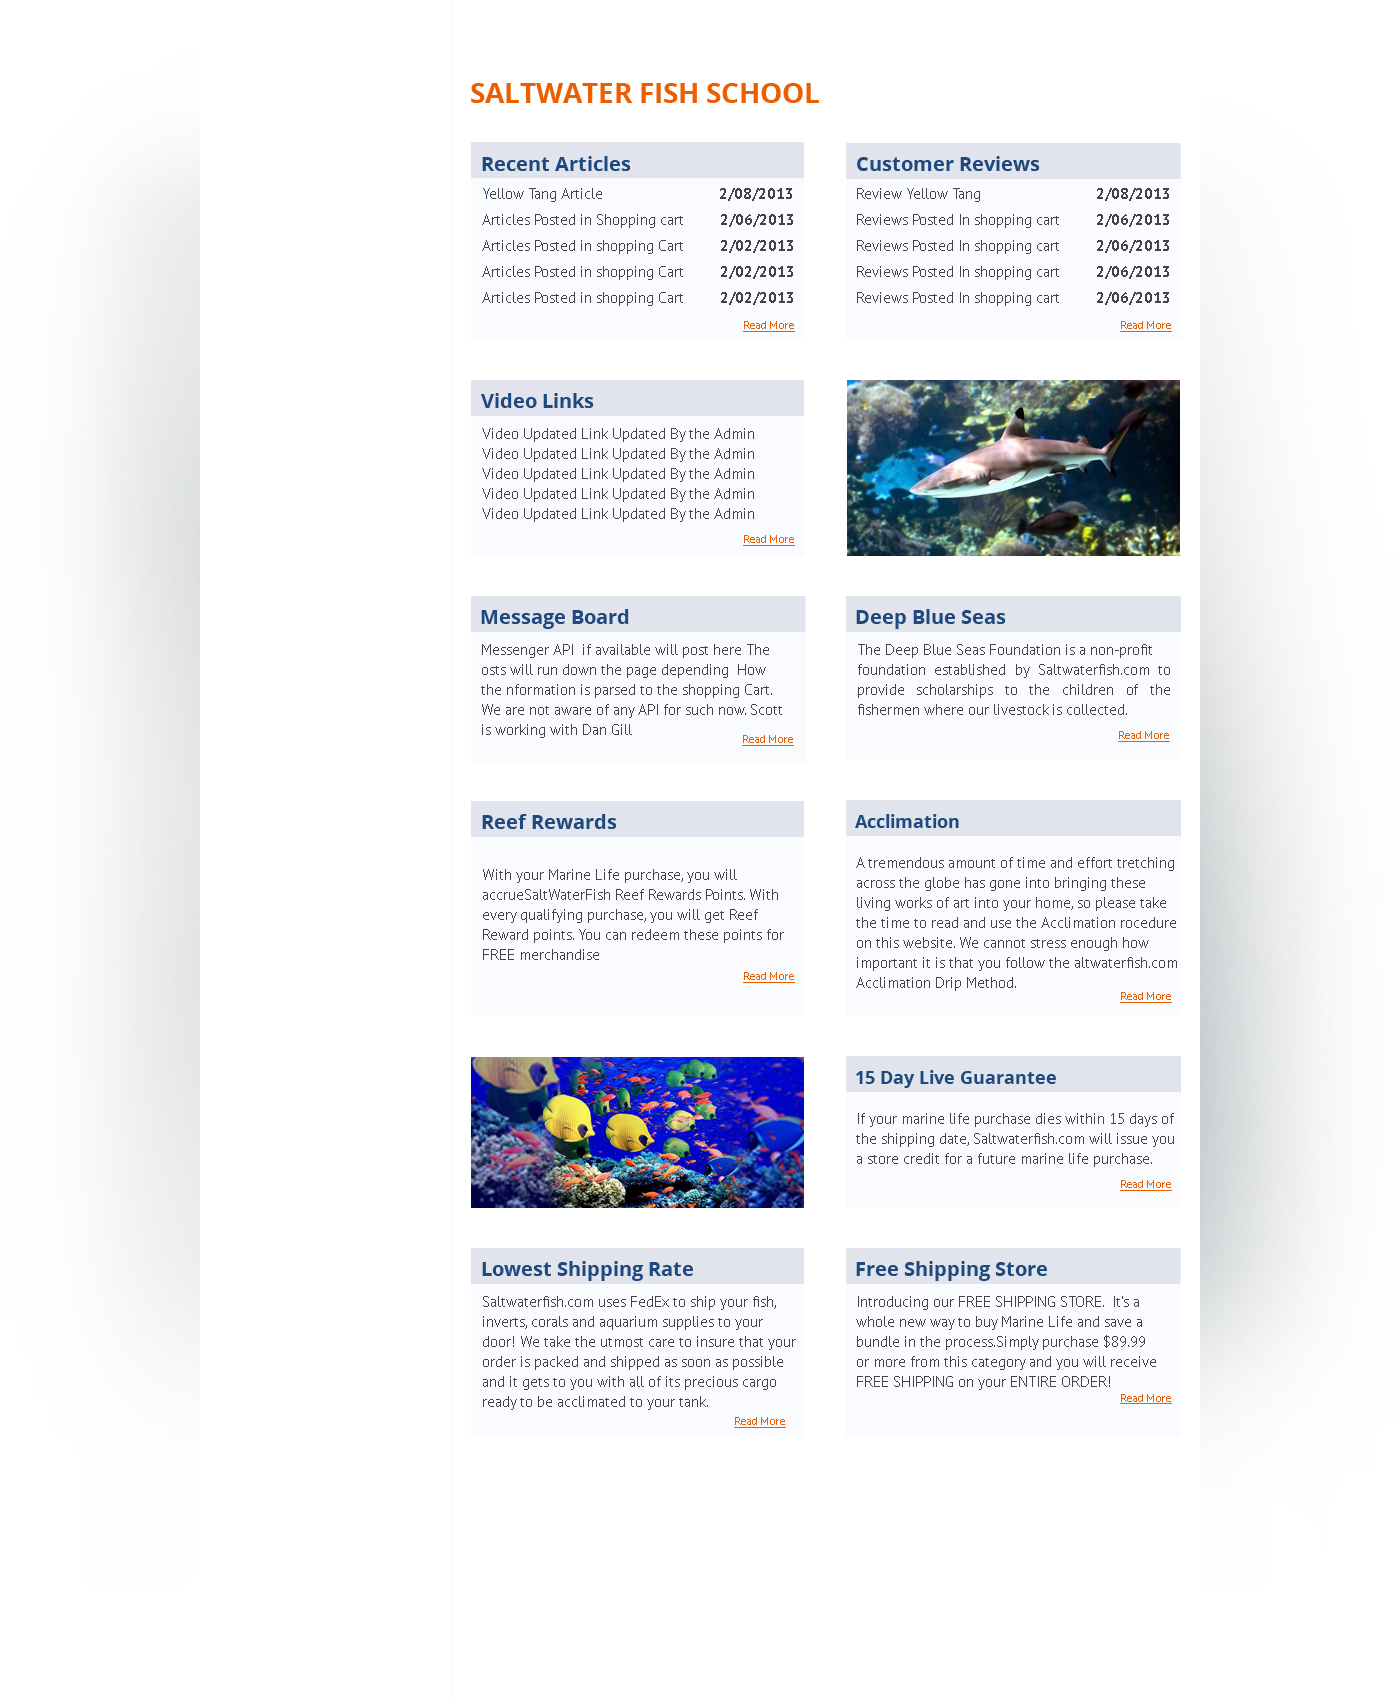 SALTWATER FISH SCHOOL
Recent Articles
Yellow Tang Article 2/08/2013
Articles Posted in Shopping cart 2/06/2013
Articles Posted in shopping Cart 2/02/2013
Articles Posted in shopping Cart 2/02/2013
Articles Posted in shopping Cart 2/02/2013
Read More
Customer Reviews
Review Yellow Tang 2/08/2013
Reviews Posted In shopping cart 2/06/2013
Reviews Posted In shopping cart 2/06/2013
Reviews Posted In shopping cart 2/06/2013
Reviews Posted In shopping cart 2/06/2013
Read More
Video Links
Video Updated Link Updated By the Admin
Video Updated Link Updated By the Admin
Video Updated Link Updated By the Admin
Video Updated Link Updated By the Admin
Video Updated Link Updated By the Admin
Read More
Message Board
Messenger API if available will post here The
osts will run down the page depending How
the nformation is parsed to the shopping Cart.
We are not aware of any API for such now. Scott
is working with Dan Gill
Read More
Deep Blue Seas
The Deep Blue Seas Foundation is a non-profit
foundation established by Saltwaterfish.com to
provide scholarships to the children of the
fishermen where our livestock is collected.
Read More
Reef Rewards
With your Marine Life purchase, you will
accrueSaltWaterFish Reef Rewards Points. With
every qualifying purchase, you will get Reef
Reward points. You can redeem these points for
FREE merchandise
Read More
Acclimation
A tremendous amount of time and effort tretching
across the globe has gone into bringing these
living works of art into your home, so please take
the time to read and use the Acclimation rocedure
on this website. We cannot stress enough how
important it is that you follow the altwaterfish.com
Acclimation Drip Method.
Read More
15 Day Live Guarantee
If your marine life purchase dies within 15 days of
the shipping date, Saltwaterfish.com will issue you
a store credit for a future marine life purchase.
Read More
Lowest Shipping Rate
Saltwaterfish.com uses FedEx to ship your fish,
inverts, corals and aquarium supplies to your
door! We take the utmost care to insure that your
order is packed and shipped as soon as possible
and it gets to you with all of its precious cargo
ready to be acclimated to your tank.
Read More
Free Shipping Store
Introducing our FREE SHIPPING STORE. It's a
whole new way to buy Marine Life and save a
bundle in the process.Simply purchase $89.99
or more from this category and you will receive
FREE SHIPPING on your ENTIRE ORDER!
Read More